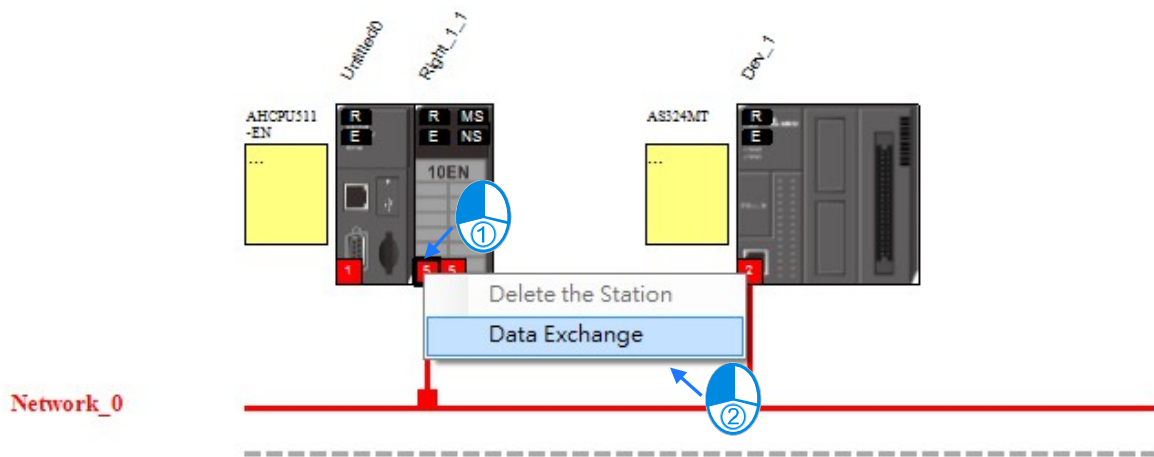 Untitled0
Right_1_1
Dev_1
AHCPU511
-EN
...
R
E
R MS
E NS
10EN
AS324MT
...
R
E
1
5 5
2
①
Delete the Station
Data Exchange
②
Network_0